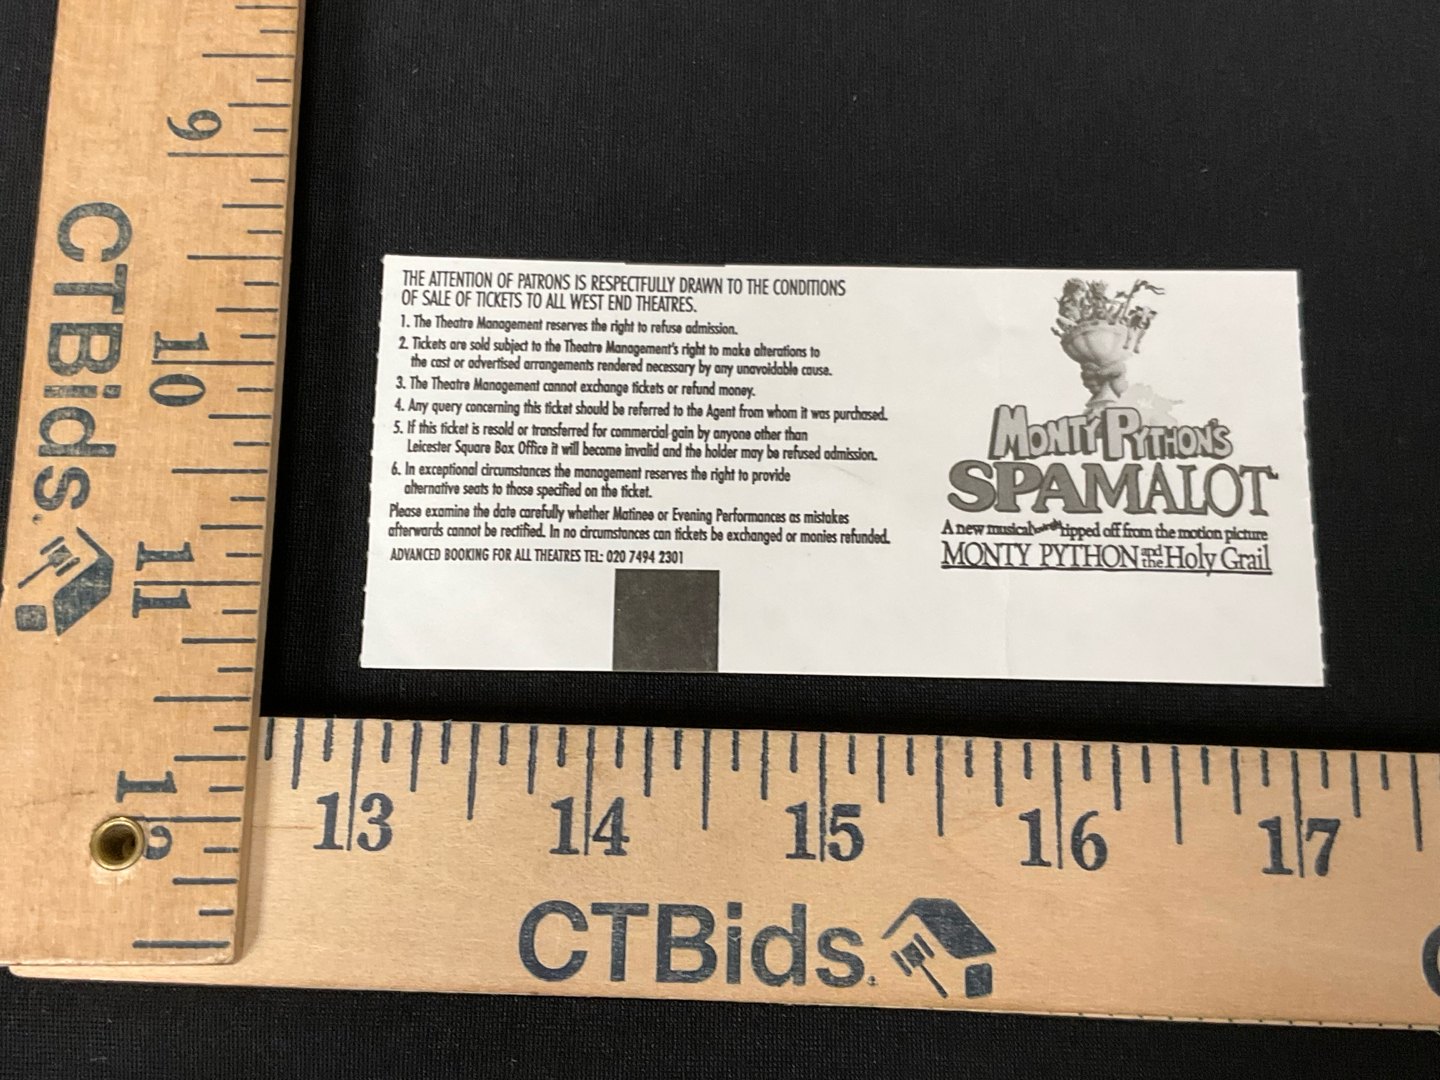 9
10
11
12
CTBids.
THE ATTENTION OF PATRONS IS RESPECTFULLY DRAWN TO THE CONDITIONS
OF SALE OF TICKETS TO ALL WEST END THEATRES.
1. The Theatre Management reserves the right to refuse admission.
2. Tickets are sold subject to the Theatre Management's right to make alterations to
the cast or advertised arrangements rendered necessary by any unavoidable cause.
3. The Theatre Management cannot exchange tickets or refund money.
4. Any query concerning this ticket should be referred to the Agent from whom it was purchased.
5. If this ticket is resold or transferred for commercial gain by anyone other than
Leicester Square Box Office it will become invalid and the holder may be refused admission.
6. In exceptional circumstances the management reserves the right to provide
alternative seats to those specified on the ticket.
Please examine the date carefully whether Matinee or Evening Performances as mistakes
afterwards cannot be rectified. In no circumstances can tickets be exchanged or monies refunded.
ADVANCED BOOKING FOR ALL THEATRES TEL: 020 7494 2301
MONTY PYTHON'S
SPAMALOT
A new musical ripped off from the motion picture
MONTY PYTHON and the Holy Grail
13 14 15 16 17
CTBids.